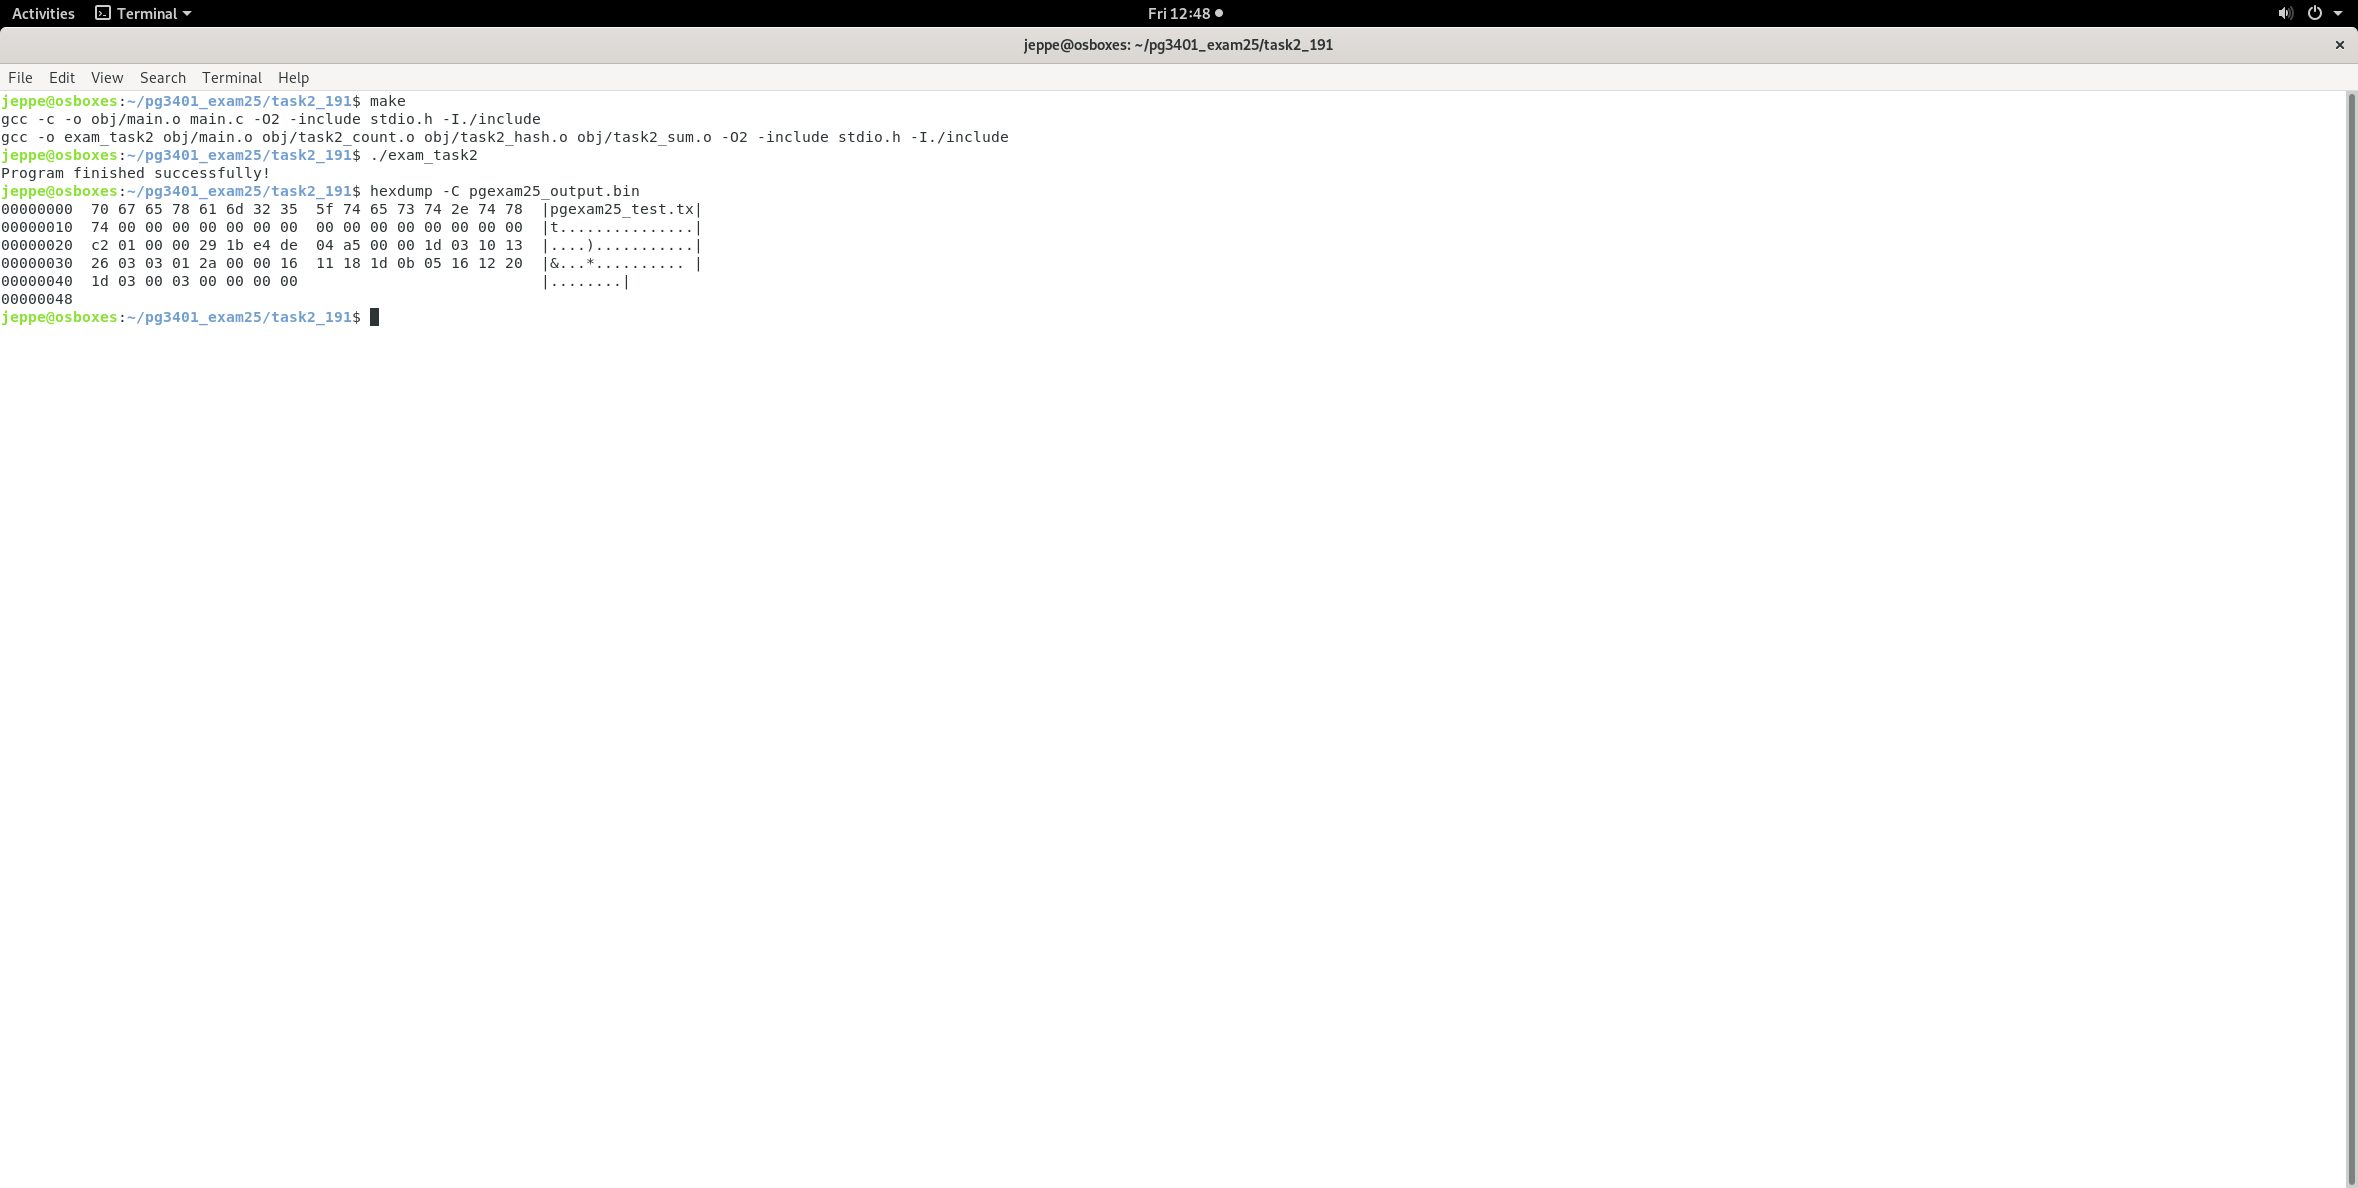 Activities Terminal Fri 12:48
jeppe@osboxes: ~/pg3401_exam25/task2_191
File Edit View Search Terminal Help
jeppe@osboxes:~/pg3401_exam25/task2_191$ make
gcc -c -o obj/main.o main.c -O2 -include stdio.h -I./include
gcc -o exam_task2 obj/main.o obj/task2_count.o obj/task2_hash.o obj/task2_sum.o -O2 -include stdio.h -I./include
jeppe@osboxes:~/pg3401_exam25/task2_191$ ./exam_task2
Program finished successfully!
jeppe@osboxes:~/pg3401_exam25/task2_191$ hexdump -C pgexam25_output.bin
00000000  70 67 65 78 61 6d 32 35  5f 74 65 73 74 2e 74 78  |pgexam25_test.tx|
00000010  74 00 00 00 00 00 00 00  00 00 00 00 00 00 00 00  |t...............|
00000020  c2 01 00 00 29 1b e4 de  04 a5 00 00 1d 03 10 13  |....)...........|
00000030  26 03 03 01 2a 00 00 16  11 18 1d 0b 05 16 12 20  |&...*.......... |
00000040  1d 03 00 03 00 00 00 00                           |........|
00000048
jeppe@osboxes:~/pg3401_exam25/task2_191$